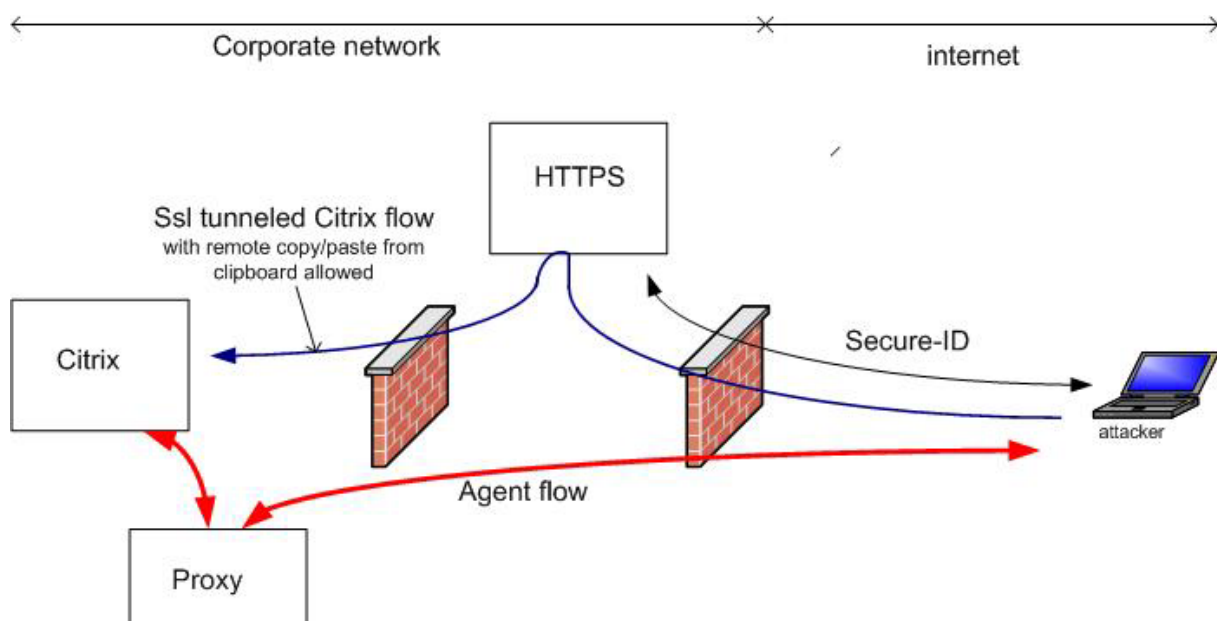 Corporate network
internet
HTTPS
Ssl tunneled Citrix flow
with remote copy/paste from
clipboard allowed
Secure-ID
Citrix
attacker
Agent flow
Proxy